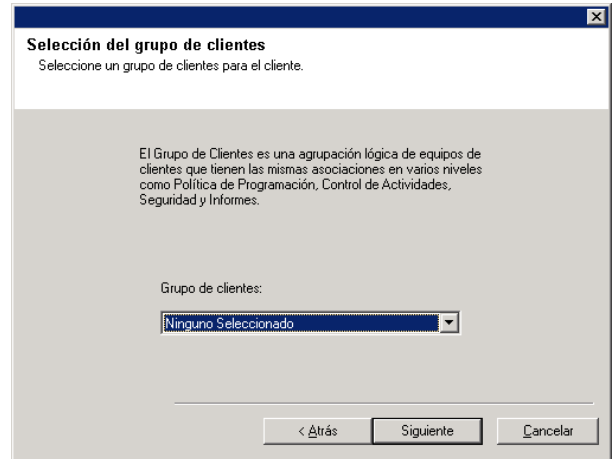 Selección del grupo de clientes
Seleccione un grupo de clientes para el cliente.
El Grupo de Clientes es una agrupación lógica de equipos de
clientes que tienen las mismas asociaciones en varios niveles
como Política de Programación, Control de Actividades,
Seguridad y Informes.
Grupo de clientes:
Ninguno Seleccionado
< Atrás Siguiente Cancelar